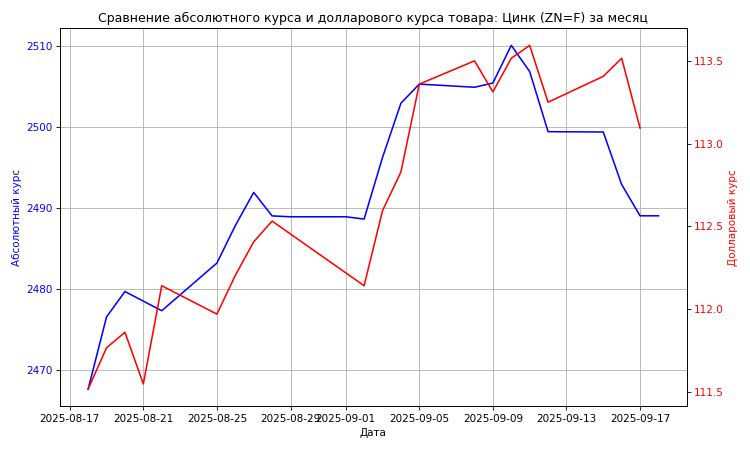 Сравнение абсолютного курса и долларового курса товара: Цинк (ZN=F) за месяц
Абсолютный курс
2510
2500
2490
2480
2470
113.5
113.0
112.5
112.0
111.5
Долларовый курс
2025-08-17 2025-08-21 2025-08-25 2025-08-29 2025-09-01 2025-09-05 2025-09-09 2025-09-13 2025-09-17
Дата